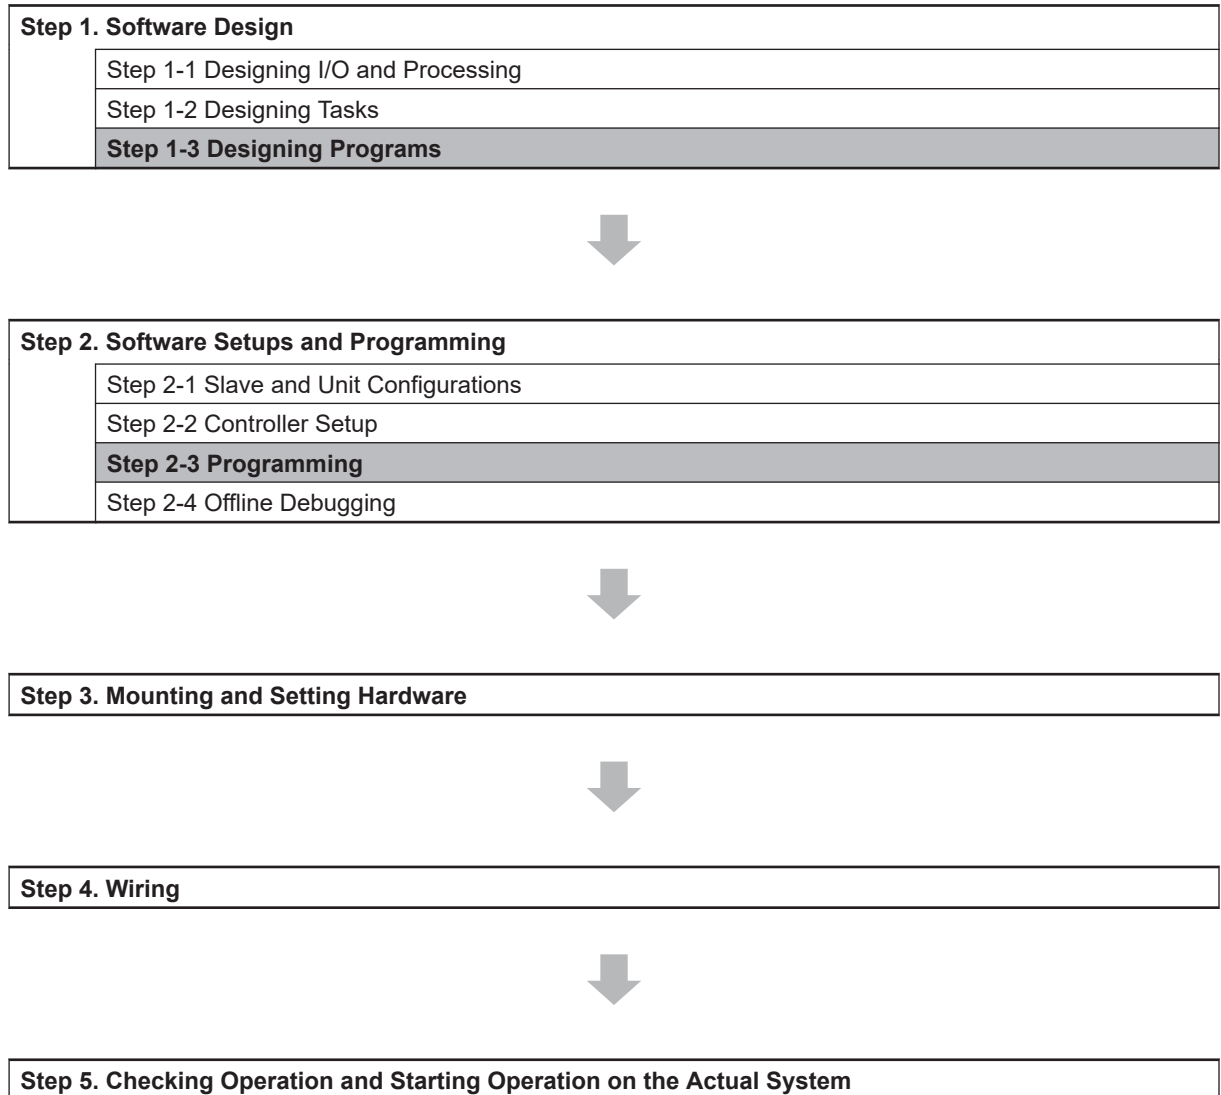 Step 1. Software Design
Step 1-1 Designing I/O and Processing
Step 1-2 Designing Tasks
Step 1-3 Designing Programs
Step 2. Software Setups and Programming
Step 2-1 Slave and Unit Configurations
Step 2-2 Controller Setup
Step 2-3 Programming
Step 2-4 Offline Debugging
Step 3. Mounting and Setting Hardware
Step 4. Wiring
Step 5. Checking Operation and Starting Operation on the Actual System